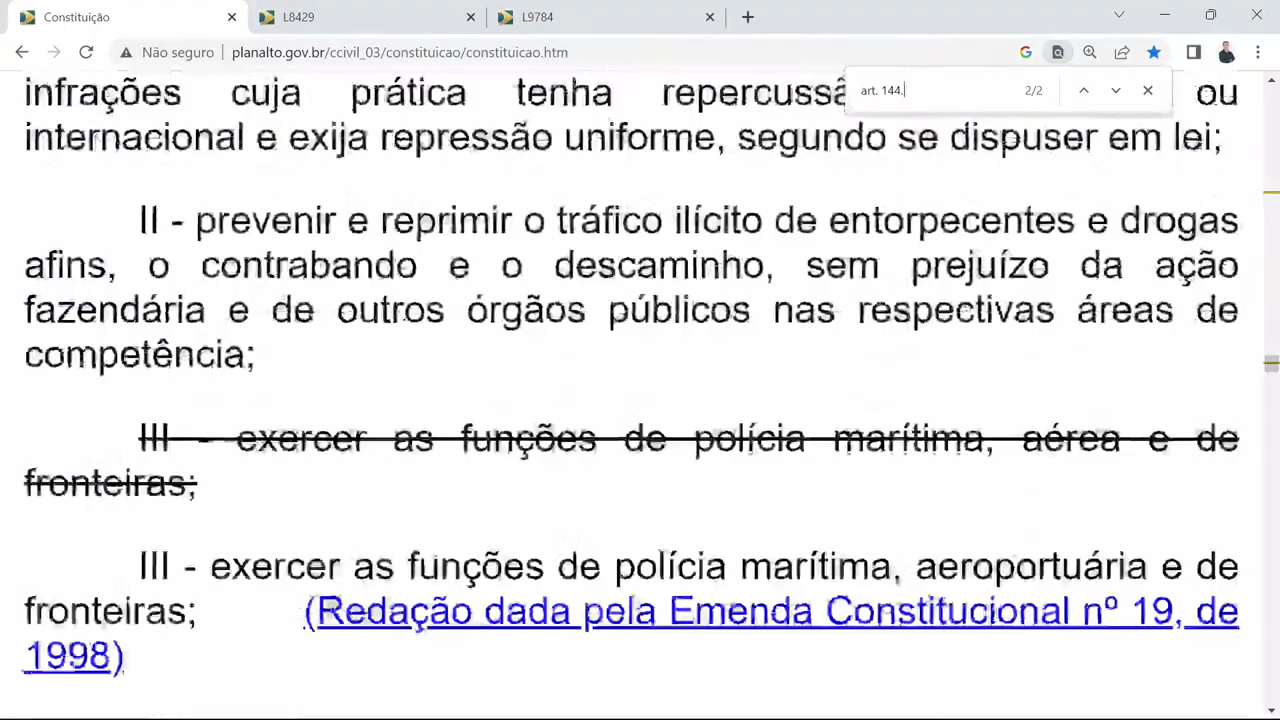 Constituição
L8429
L9784
Não seguro
planalto.gov.br/ccivil_03/constituicao/constituicao.htm
art. 144.
2/2
infrações cuja prática tenha ou
internacional e exija repressão uniforme, segundo se dispuser em lei;
II - prevenir e reprimir o tráfico ilícito de entorpecentes e drogas
afins, o contrabando e o descaminho, sem prejuízo da ação
fazendária e de outros órgãos públicos nas respectivas áreas de
competência;
III - exercer as funções de polícia marítima, aérea e de
fronteiras;
III - exercer as funções de polícia marítima, aeroportuária e de
fronteiras; (Redação dada pela Emenda Constitucional nº 19, de
1998)